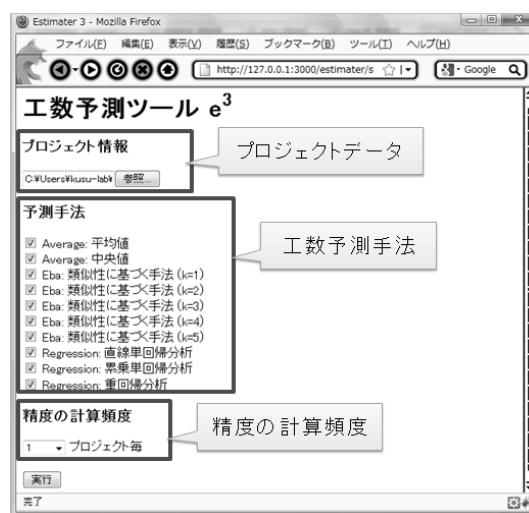 Estimater 3 - Mozilla Firefox
ファイル(F) 編集(E) 表示(V) 履歴(S) ブックマーク(B) ツール(T) ヘルプ(H)
http://127.0.0.1:3000/estimater/s Google
工数予測ツール e3
プロジェクト情報
C:¥Users¥kusu-lab¥ 参照...
プロジェクトデータ
予測手法
Average: 平均値
Average: 中央値
Eba: 類似性に基づく手法 (k=1)
Eba: 類似性に基づく手法 (k=2)
Eba: 類似性に基づく手法 (k=3)
Eba: 類似性に基づく手法 (k=4)
Eba: 類似性に基づく手法 (k=5)
Regression: 直線単回帰分析
Regression: 累乗単回帰分析
Regression: 重回帰分析
工数予測手法
精度の計算頻度
1 プロジェクト毎
精度の計算頻度
実行
完了